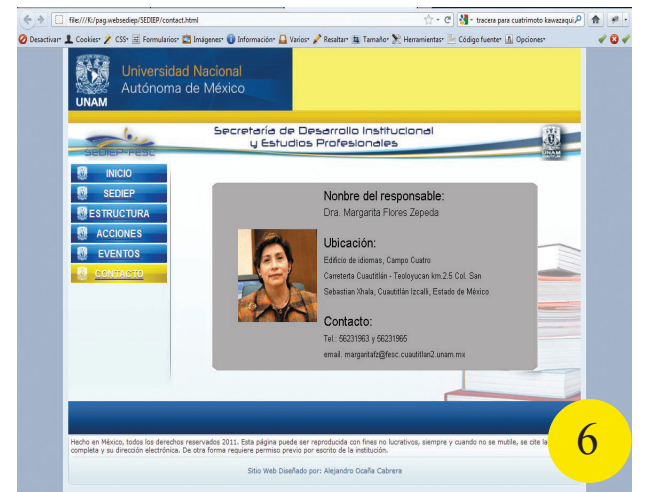 file:///K:/pag.websediep/SEDIEP/contact.html
tracera para cuatrimoto kawazaqui
Desactivar Cookies CSS Formularios Imágenes Información Varios Resaltar Tamaño Herramientas Código fuente Opciones
Universidad Nacional
Autónoma de México
UNAM
Secretaría de Desarrollo Institucional
y Estudios Profesionales
SEDIEP-FESC
UNAM
INICIO
SEDIEP
ESTRUCTURA
ACCIONES
EVENTOS
CONTACTO
Nonbre del responsable:
Dra. Margarita Flores Zepeda
Ubicación:
Edificio de idiomas, Campo Cuatro
Carreteta Cuautitlán - Teoloyucan km.2.5 Col. San
Sebastian Xhala, Cuautitlán Izcalli, Estado de México
Contacto:
Tel.: 56231963 y 56231965
email. margaritafz@fesc.cuautitlan2.unam.mx
Hecho en México, todos los derechos reservados 2011. Esta página puede ser reproducida con fines no lucrativos, siempre y cuando no se mutile, se cite la
completa y su dirección electrónica. De otra forma requiere permiso previo por escrito de la institución.
Sitio Web Diseñado por: Alejandro Ocaña Cabrera
6